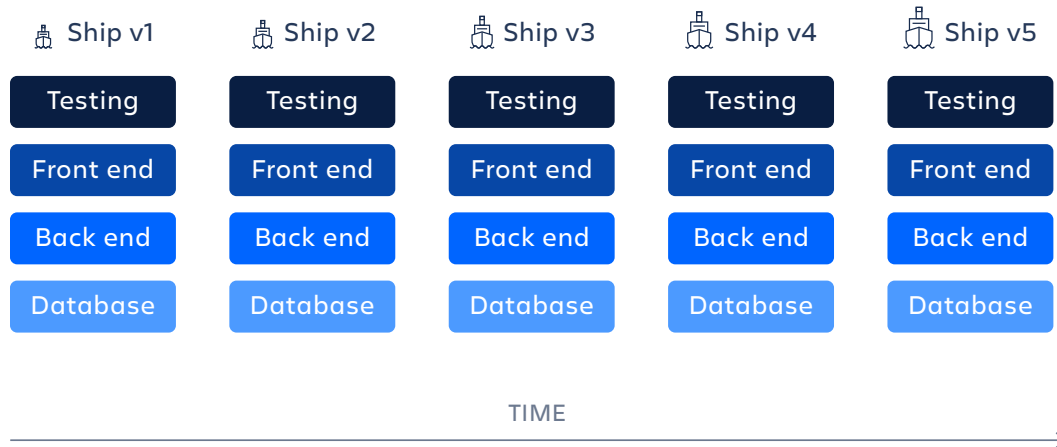 Ship v1 Ship v2 Ship v3 Ship v4 Ship v5
Testing Testing Testing Testing Testing
Front end Front end Front end Front end Front end
Back end Back end Back end Back end Back end
Database Database Database Database Database
TIME